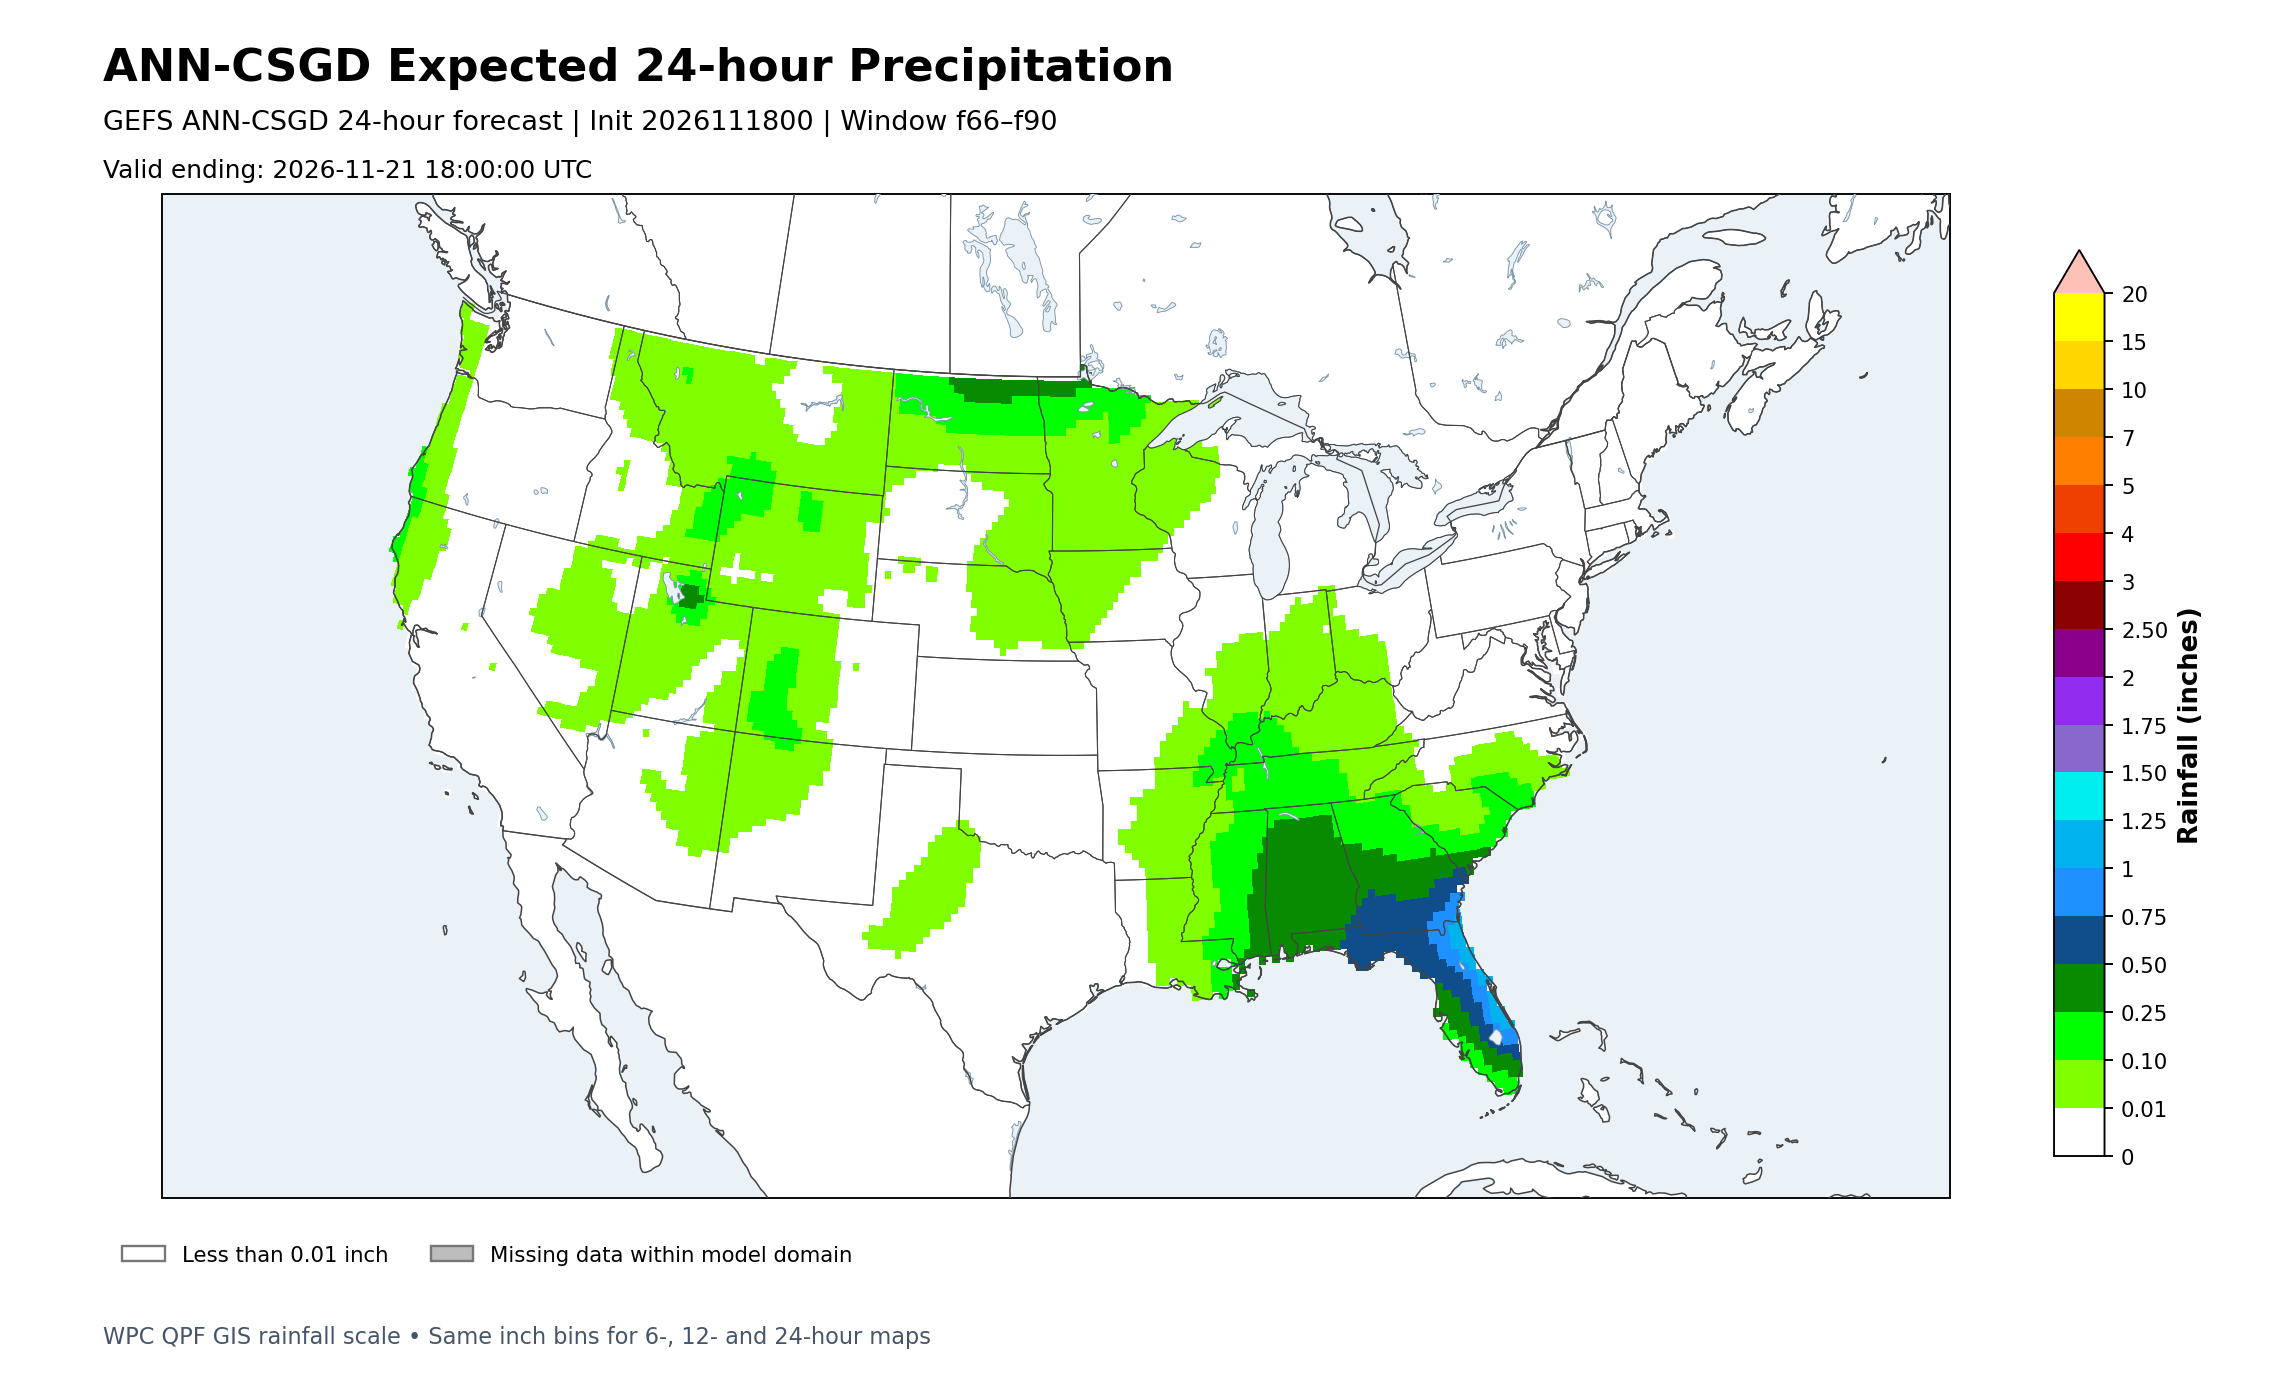 ANN-CSGD Expected 24-hour Precipitation
GEFS ANN-CSGD 24-hour forecast | Init 2026111800 | Window f66–f90
Valid ending: 2026-11-21 18:00:00 UTC
20
15
10
7
5
4
3
2.50
2
1.75
1.50
1.25
1
0.75
0.50
0.25
0.10
0.01
0
Rainfall (inches)
Less than 0.01 inch
Missing data within model domain
WPC QPF GIS rainfall scale • Same inch bins for 6-, 12- and 24-hour maps